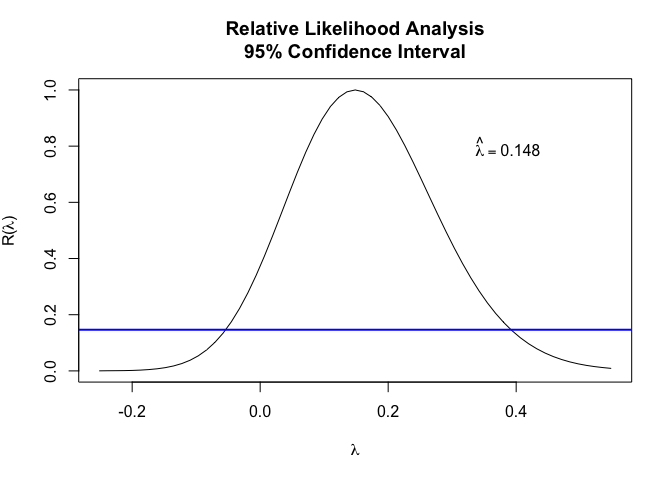 Relative Likelihood Analysis
95% Confidence Interval
R(λ)
1.0
0.8
0.6
0.4
0.2
0.0
λ̂ = 0.148
-0.2
0.0
0.2
0.4
λ